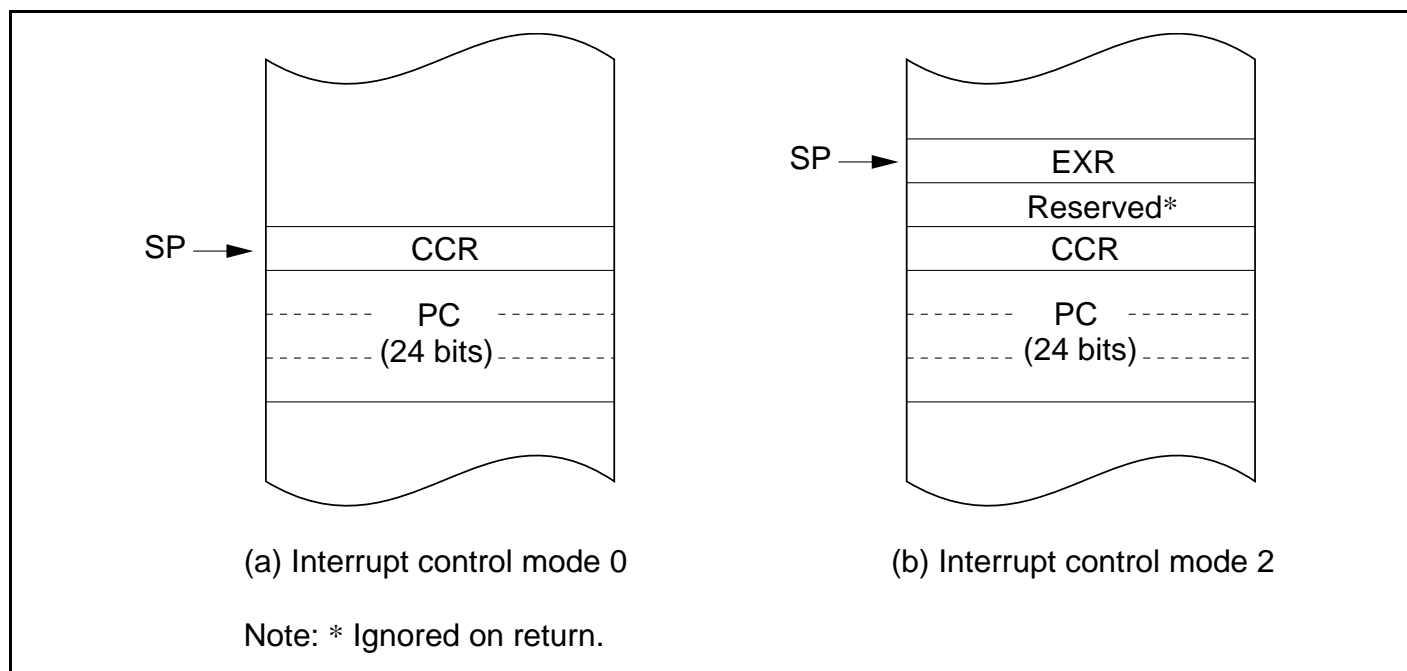 SP
CCR
PC
(24 bits)
(a) Interrupt control mode 0
SP
EXR
Reserved*
CCR
PC
(24 bits)
(b) Interrupt control mode 2
Note: * Ignored on return.